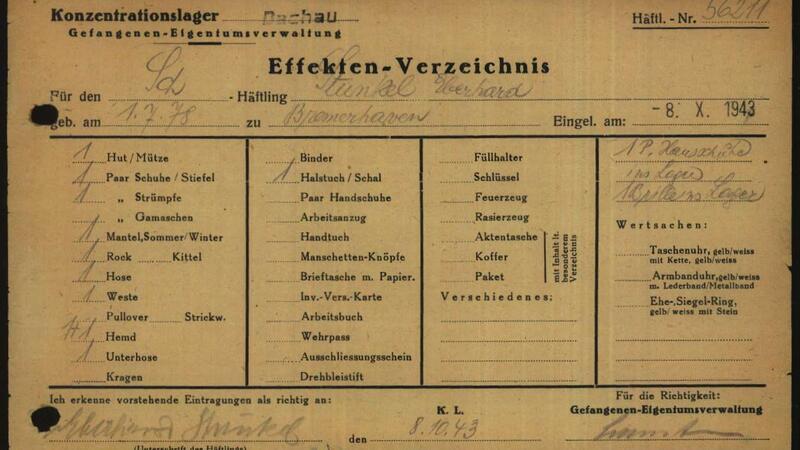 Konzentrationslager Dachau
Gefangenen-Eigentumsverwaltung
Häftl. - Nr. 56211
Effekten-Verzeichnis
Für den Sch - Häftling Stunkel Eberhard
geb. am 1.7.78 zu Bremerhaven Eingel. am: -8. X. 1943
1 Hut / Mütze
1 Paar Schuhe / Stiefel
1 „ Strümpfe
„ Gamaschen
1 Mantel, Sommer / Winter
1 Rock Kittel
1 Hose
1 Weste
Pullover Strickw.
1 Hemd
1 Unterhose
Kragen
Binder
1 Halstuch / Schal
Paar Handschuhe
Arbeitsanzug
Handtuch
Manschetten-Knöpfe
Brieftasche m. Papier.
Inv.-Vers.-Karte
Arbeitsbuch
Wehrpass
Ausschliessungsschein
Drehbleistift
Füllhalter
Schlüssel
Feuerzeug
Rasierzeug
Aktentasche
Koffer
Paket
mit Inhalt lt. besonderem Verzeichnis
Verschiedenes:
1 P. Hausschuhe
ins Lager
ins Lager
Wertsachen:
Taschenuhr, gelb/weiss
mit Kette, gelb/weiss
Armbanduhr, gelb/weiss
m. Lederband/Metallband
Ehe-, Siegel-Ring,
gelb/weiss mit Stein
Ich erkenne vorstehende Eintragungen als richtig an:
Eberhard Stunkel
(Unterschrift des Häftlings)
K. L.
den 8.10.43
Für die Richtigkeit:
Gefangenen-Eigentumsverwaltung